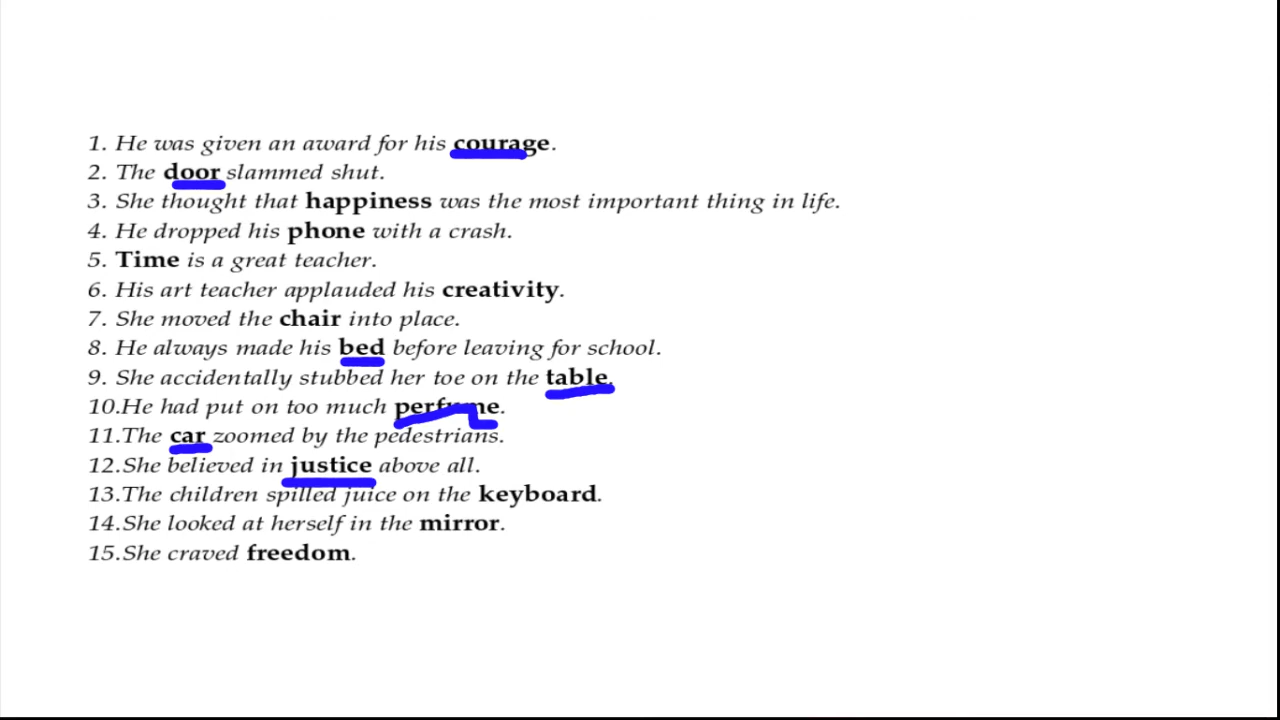 1. He was given an award for his courage.
2. The door slammed shut.
3. She thought that happiness was the most important thing in life.
4. He dropped his phone with a crash.
5. Time is a great teacher.
6. His art teacher applauded his creativity.
7. She moved the chair into place.
8. He always made his bed before leaving for school.
9. She accidentally stubbed her toe on the table.
10.He had put on too much perfume.
11.The car zoomed by the pedestrians.
12.She believed in justice above all.
13.The children spilled juice on the keyboard.
14.She looked at herself in the mirror.
15.She craved freedom.